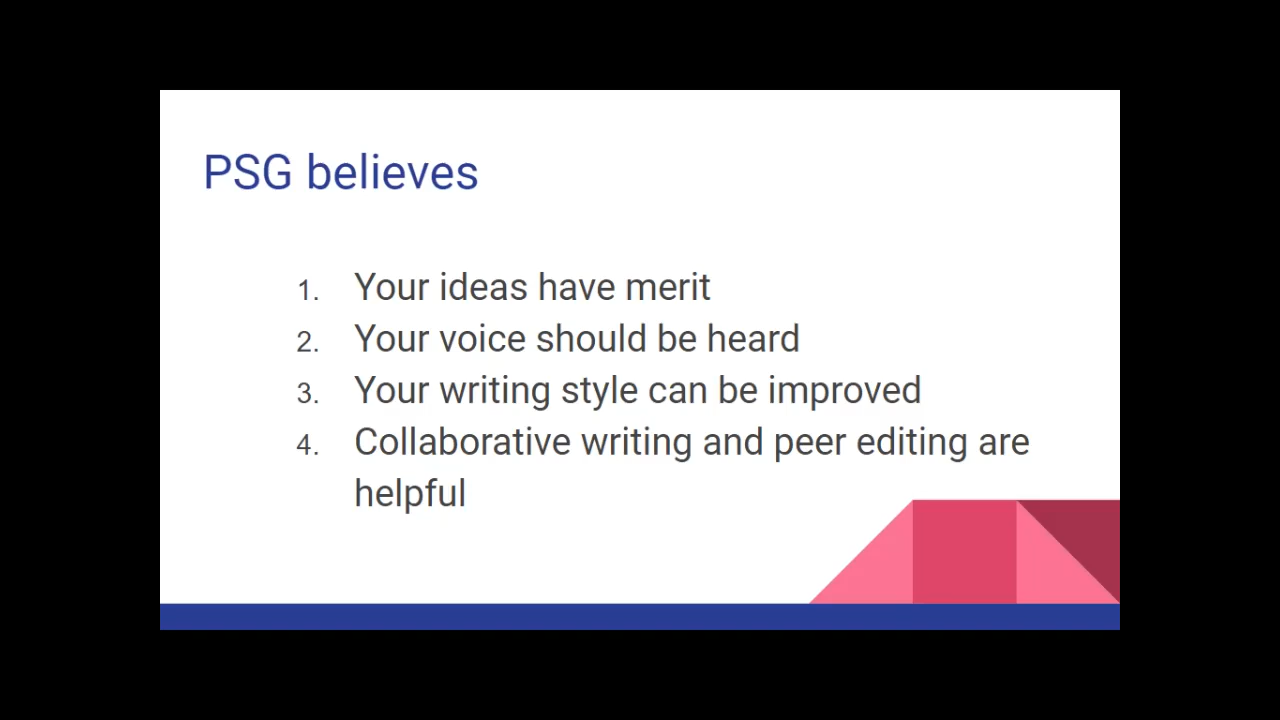 PSG believes
1. Your ideas have merit
2. Your voice should be heard
3. Your writing style can be improved
4. Collaborative writing and peer editing are
helpful